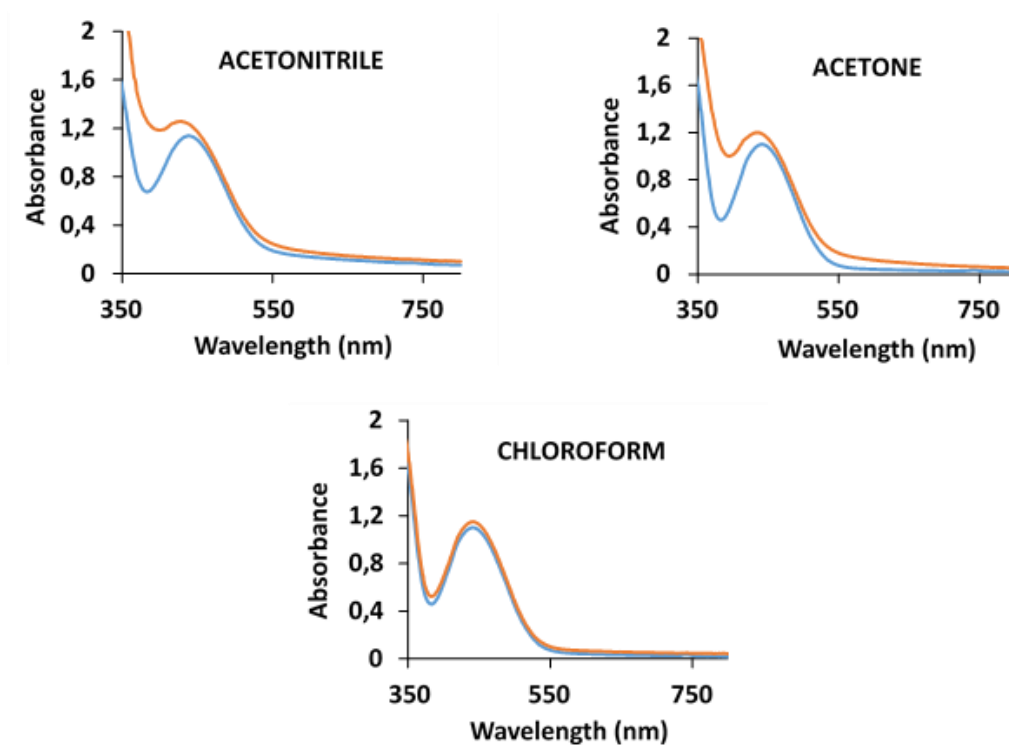 ACETONITRILE
2
1,6
1,2
0,8
0,4
0
Absorbance
350 550 750
Wavelength (nm)
ACETONE
2
1,6
1,2
0,8
0,4
0
Absorbance
350 550 750
Wavelength (nm)
CHLOROFORM
2
1,6
1,2
0,8
0,4
0
Absorbance
350 550 750
Wavelength (nm)